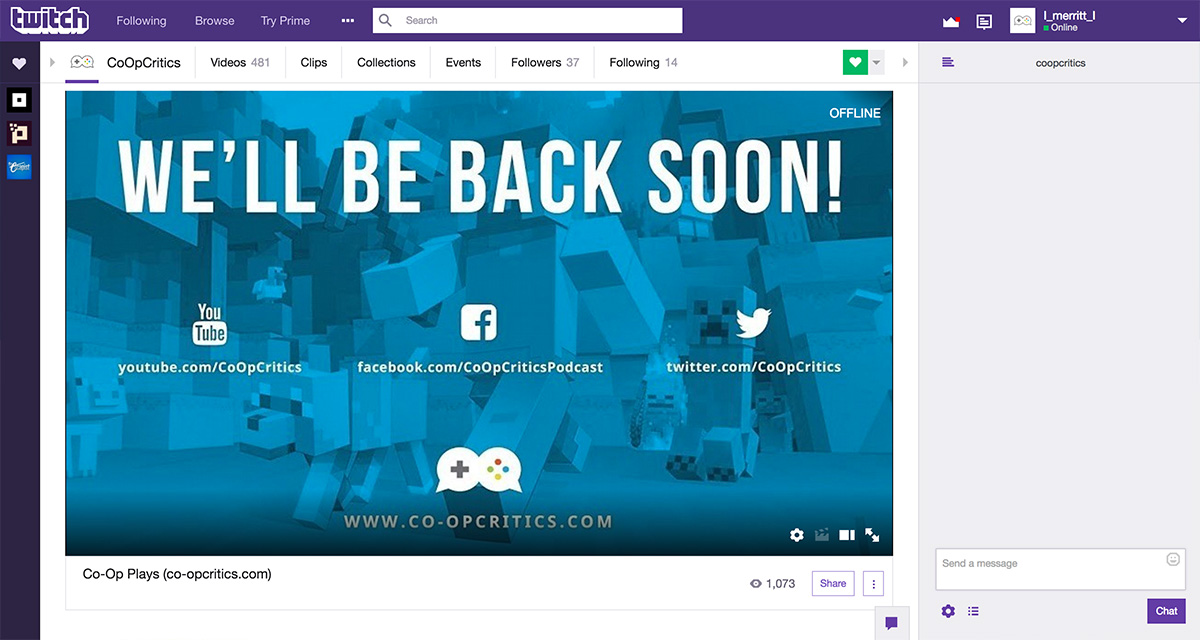 twitch
Following
Browse
Try Prime
Search
l_merritt_l
Online
CoOpCritics
Videos 481
Clips
Collections
Events
Followers 37
Following 14
coopcritics
OFFLINE
WE'LL BE BACK SOON!
You
Tube
youtube.com/CoOpCritics
facebook.com/CoOpCriticsPodcast
twitter.com/CoOpCritics
WWW.CO-OPCRITICS.COM
Co-Op Plays (co-opcritics.com)
1,073
Share
Send a message
Chat